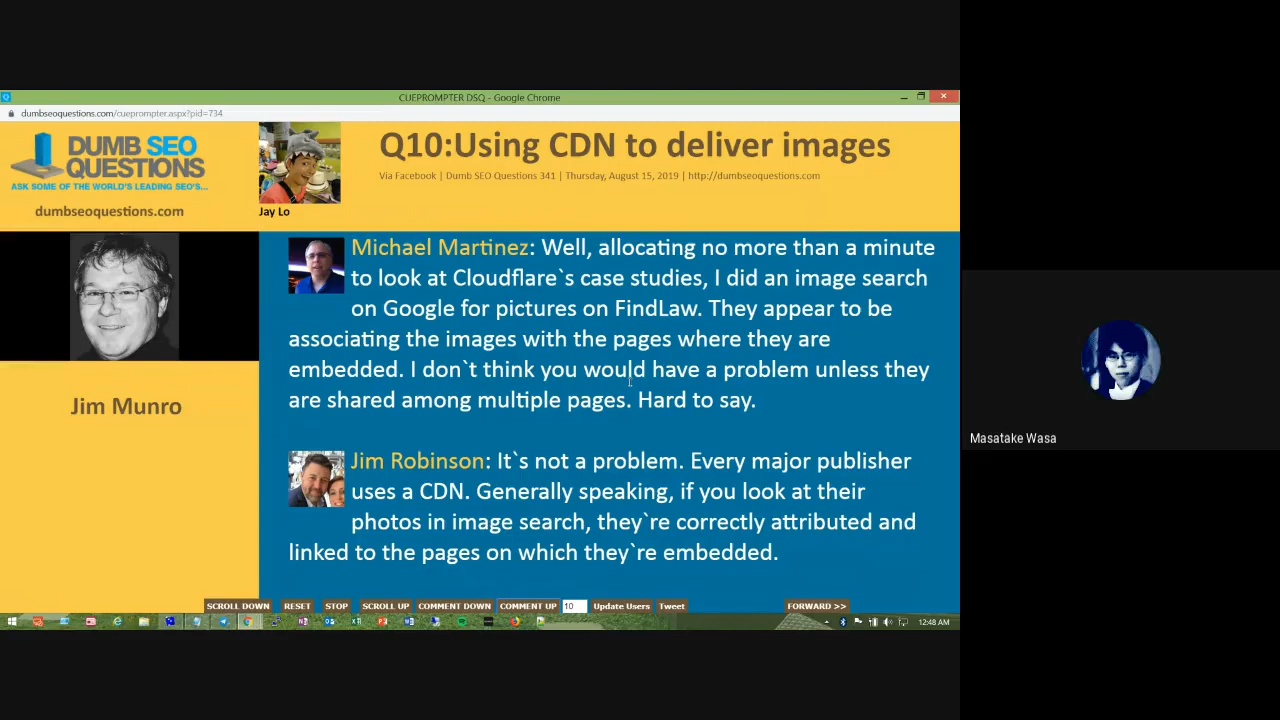 CUEPROMPTER DSQ - Google Chrome
dumbseoquestions.com/cueprompter.aspx?pid=734
DUMB SEO
QUESTIONS
ASK SOME OF THE WORLD'S LEADING SEO'S...
dumbseoquestions.com
Jay Lo
Q10:Using CDN to deliver images
Via Facebook | Dumb SEO Questions 341 | Thursday, August 15, 2019 | http://dumbseoquestions.com
Jim Munro
Michael Martinez: Well, allocating no more than a minute
to look at Cloudflare`s case studies, I did an image search
on Google for pictures on FindLaw. They appear to be
associating the images with the pages where they are
embedded. I don`t think you would have a problem unless they
are shared among multiple pages. Hard to say.
Jim Robinson: It`s not a problem. Every major publisher
uses a CDN. Generally speaking, if you look at their
photos in image search, they`re correctly attributed and
linked to the pages on which they`re embedded.
SCROLL DOWN RESET STOP SCROLL UP COMMENT DOWN COMMENT UP 10 Update Users Tweet FORWARD >>
12:48 AM
Masatake Wasa